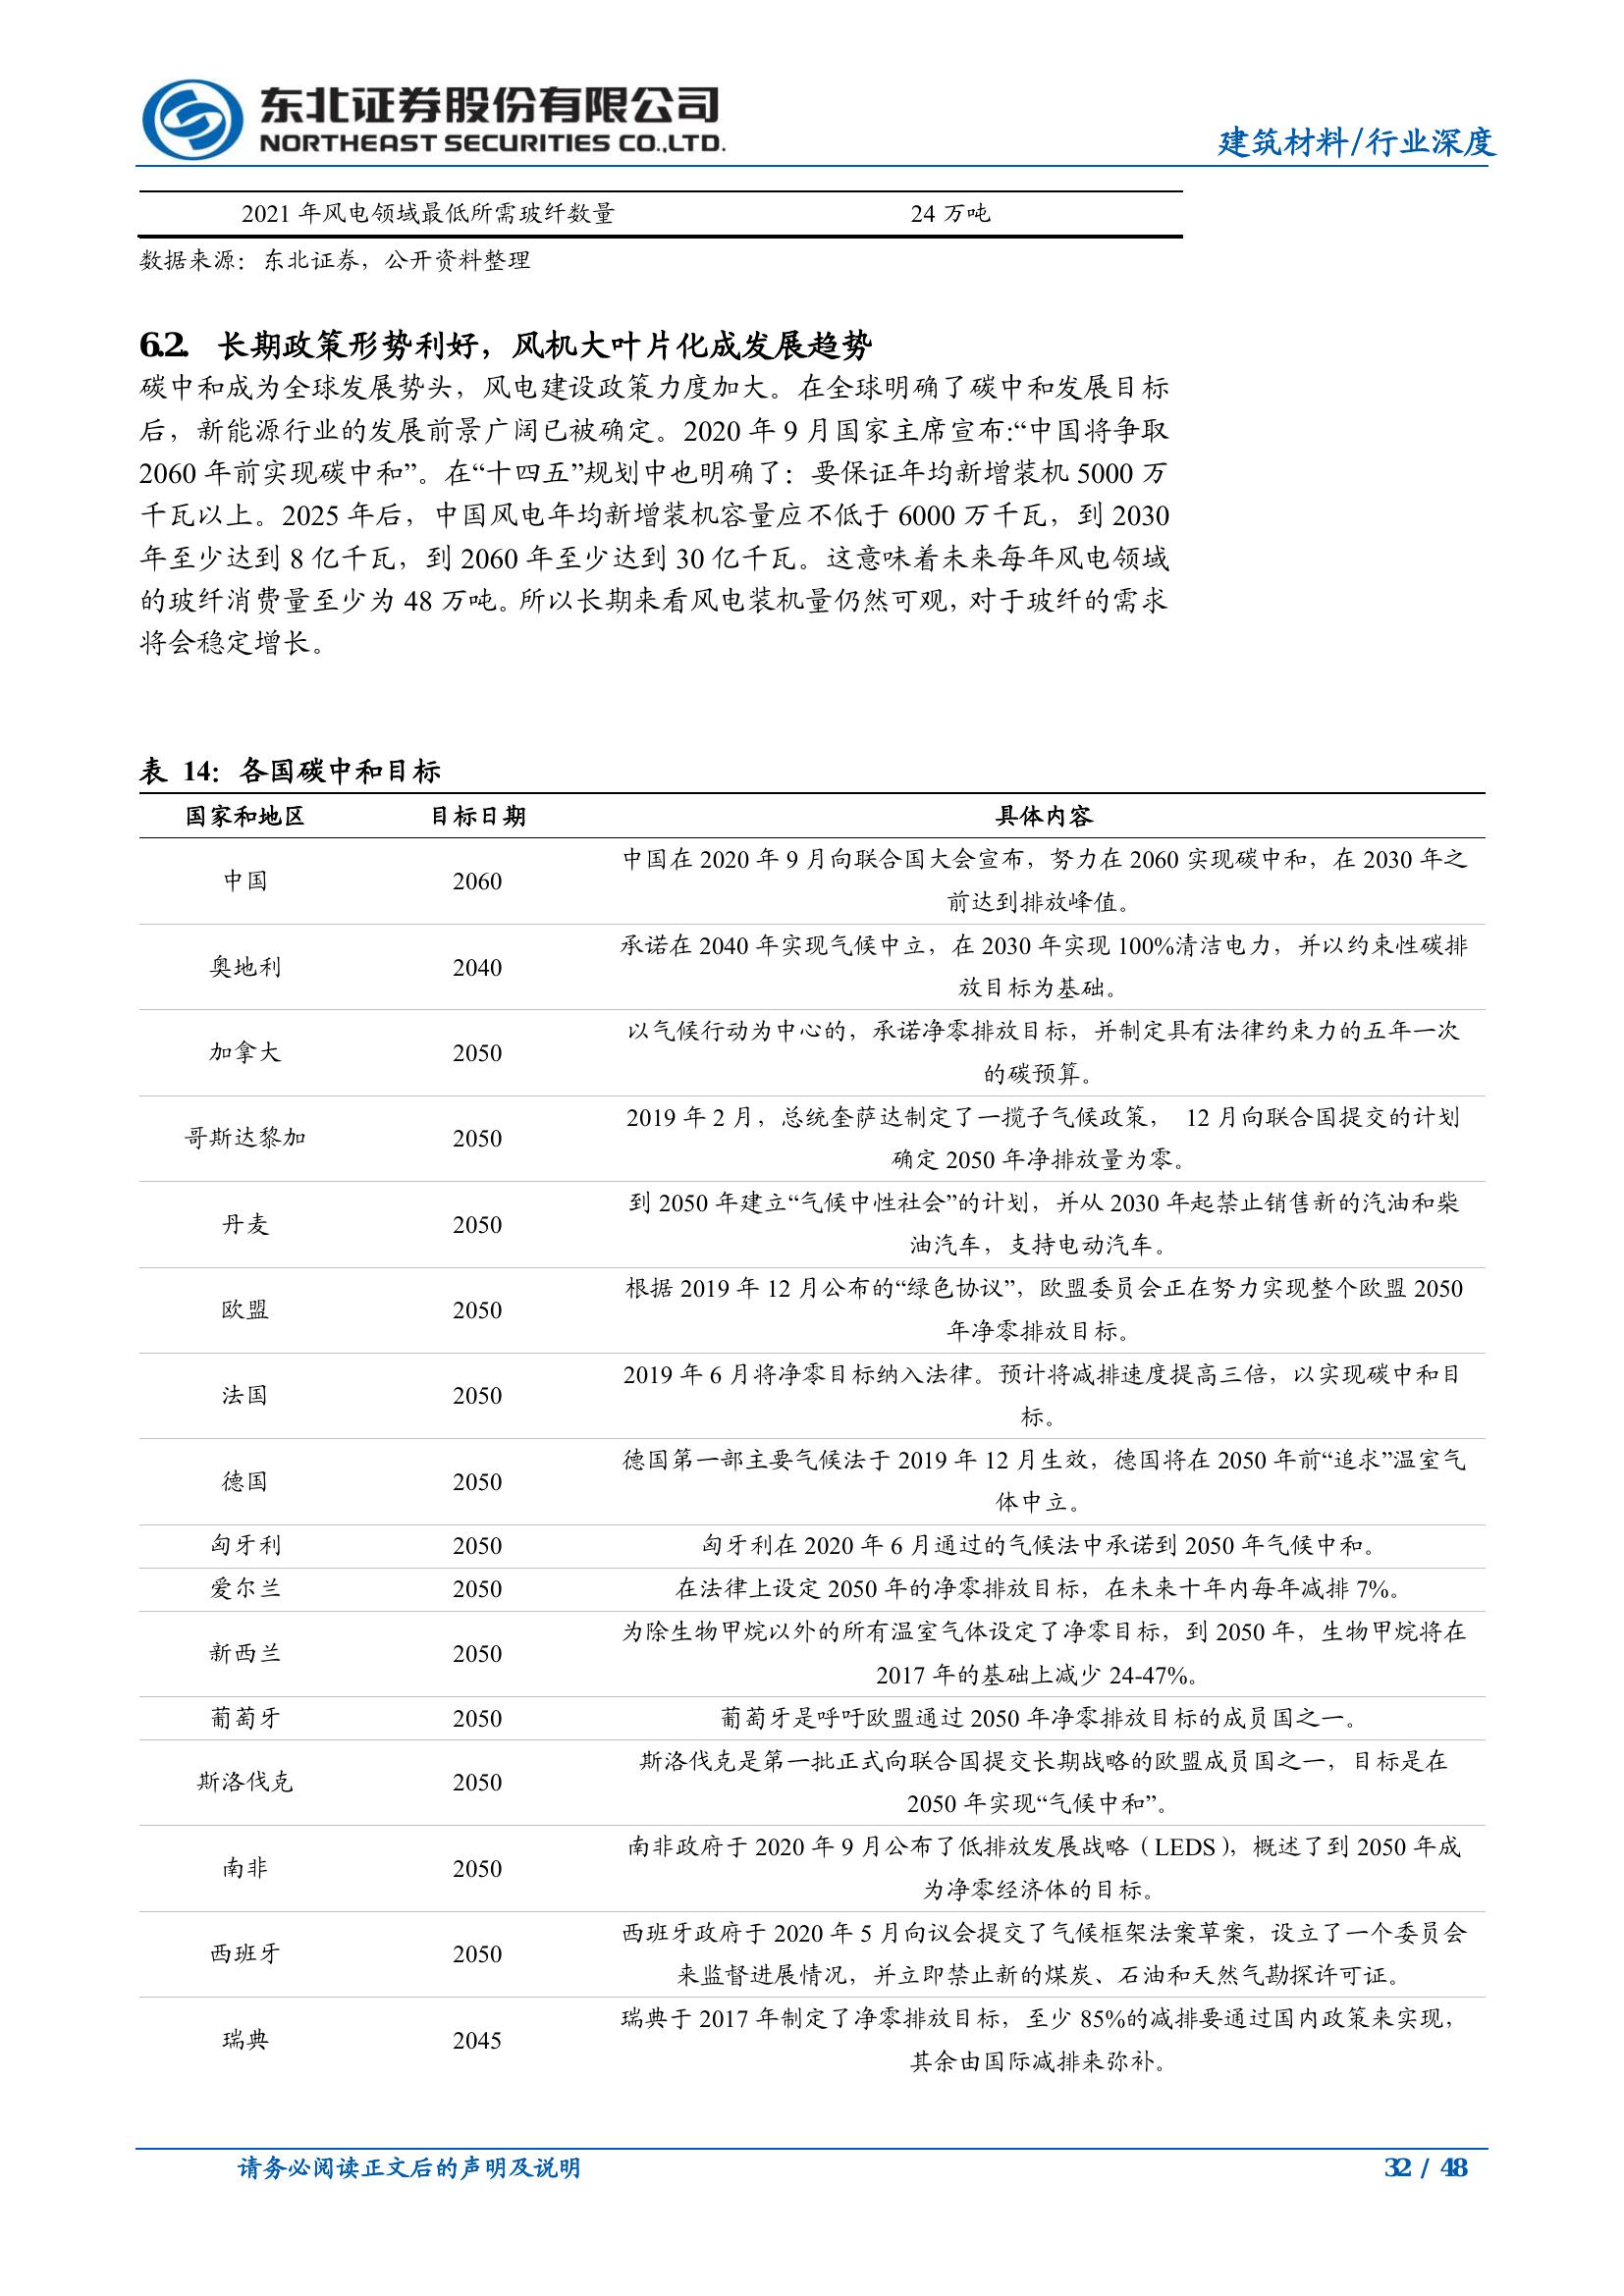 东北证券股份有限公司
NORTHEAST SECURITIES CO.,LTD.
建筑材料/行业深度
2021 年风电领域最低所需玻纤数量 24 万吨
数据来源：东北证券，公开资料整理
6.2. 长期政策形势利好，风机大叶片化成发展趋势
碳中和成为全球发展势头，风电建设政策力度加大。在全球明确了碳中和发展目标
后，新能源行业的发展前景广阔已被确定。2020 年 9 月国家主席宣布:“中国将争取
2060 年前实现碳中和”。在“十四五”规划中也明确了：要保证年均新增装机 5000 万
千瓦以上。2025 年后，中国风电年均新增装机容量应不低于 6000 万千瓦，到 2030
年至少达到 8 亿千瓦，到 2060 年至少达到 30 亿千瓦。这意味着未来每年风电领域
的玻纤消费量至少为 48 万吨。所以长期来看风电装机量仍然可观，对于玻纤的需求
将会稳定增长。
表 14：各国碳中和目标
国家和地区 目标日期 具体内容
中国 2060 中国在 2020 年 9 月向联合国大会宣布，努力在 2060 实现碳中和，在 2030 年之
前达到排放峰值。
奥地利 2040 承诺在 2040 年实现气候中立，在 2030 年实现 100%清洁电力，并以约束性碳排
放目标为基础。
加拿大 2050 以气候行动为中心的，承诺净零排放目标，并制定具有法律约束力的五年一次
的碳预算。
哥斯达黎加 2050 2019 年 2 月，总统奎萨达制定了一揽子气候政策， 12 月向联合国提交的计划
确定 2050 年净排放量为零。
丹麦 2050 到 2050 年建立“气候中性社会”的计划，并从 2030 年起禁止销售新的汽油和柴
油汽车，支持电动汽车。
欧盟 2050 根据 2019 年 12 月公布的“绿色协议”，欧盟委员会正在努力实现整个欧盟 2050
年净零排放目标。
法国 2050 2019 年 6 月将净零目标纳入法律。预计将减排速度提高三倍，以实现碳中和目
标。
德国 2050 德国第一部主要气候法于 2019 年 12 月生效，德国将在 2050 年前“追求”温室气
体中立。
匈牙利 2050 匈牙利在 2020 年 6 月通过的气候法中承诺到 2050 年气候中和。
爱尔兰 2050 在法律上设定 2050 年的净零排放目标，在未来十年内每年减排 7%。
新西兰 2050 为除生物甲烷以外的所有温室气体设定了净零目标，到 2050 年，生物甲烷将在
2017 年的基础上减少 24-47%。
葡萄牙 2050 葡萄牙是呼吁欧盟通过 2050 年净零排放目标的成员国之一。
斯洛伐克 2050 斯洛伐克是第一批正式向联合国提交长期战略的欧盟成员国之一，目标是在
2050 年实现“气候中和”。
南非 2050 南非政府于 2020 年 9 月公布了低排放发展战略（LEDS），概述了到 2050 年成
为净零经济体的目标。
西班牙 2050 西班牙政府于 2020 年 5 月向议会提交了气候框架法案草案，设立了一个委员会
来监督进展情况，并立即禁止新的煤炭、石油和天然气勘探许可证。
瑞典 2045 瑞典于 2017 年制定了净零排放目标，至少 85%的减排要通过国内政策来实现，
其余由国际减排来弥补。
请务必阅读正文后的声明及说明 32 / 48